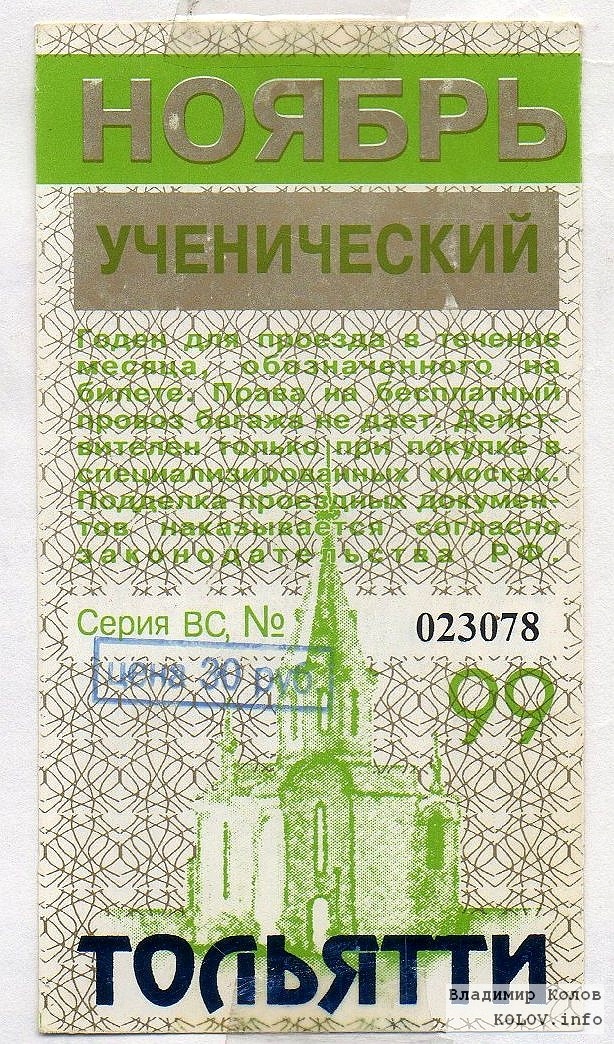 НОЯБРЬ
УЧЕНИЧЕСКИЙ
Годен для проезда в течение
месяца, обозначенного на
билете. Права на бесплатный
провоз багажа не дает. Дейст-
вителен только при покупке в
специализированных киосках.
Подделка проездных докумен-
тов наказывается согласно
законодательства РФ.
Серия ВС, № 023078
цена 30 руб.
99
ТОЛЬЯТТИ
Владимир Колов
KOLOV.info